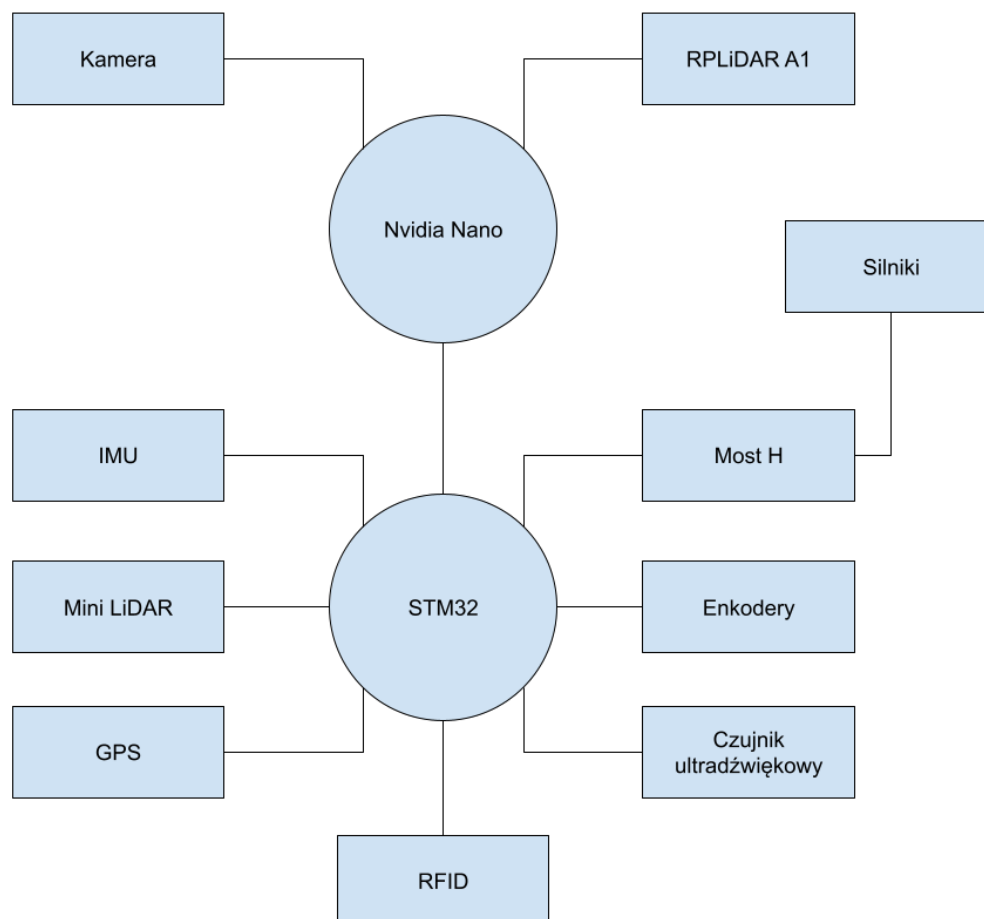 Kamera
RPLiDAR A1
Nvidia Nano
Silniki
IMU
Most H
Mini LiDAR
STM32
Enkodery
GPS
Czujnik
ultradźwiękowy
RFID